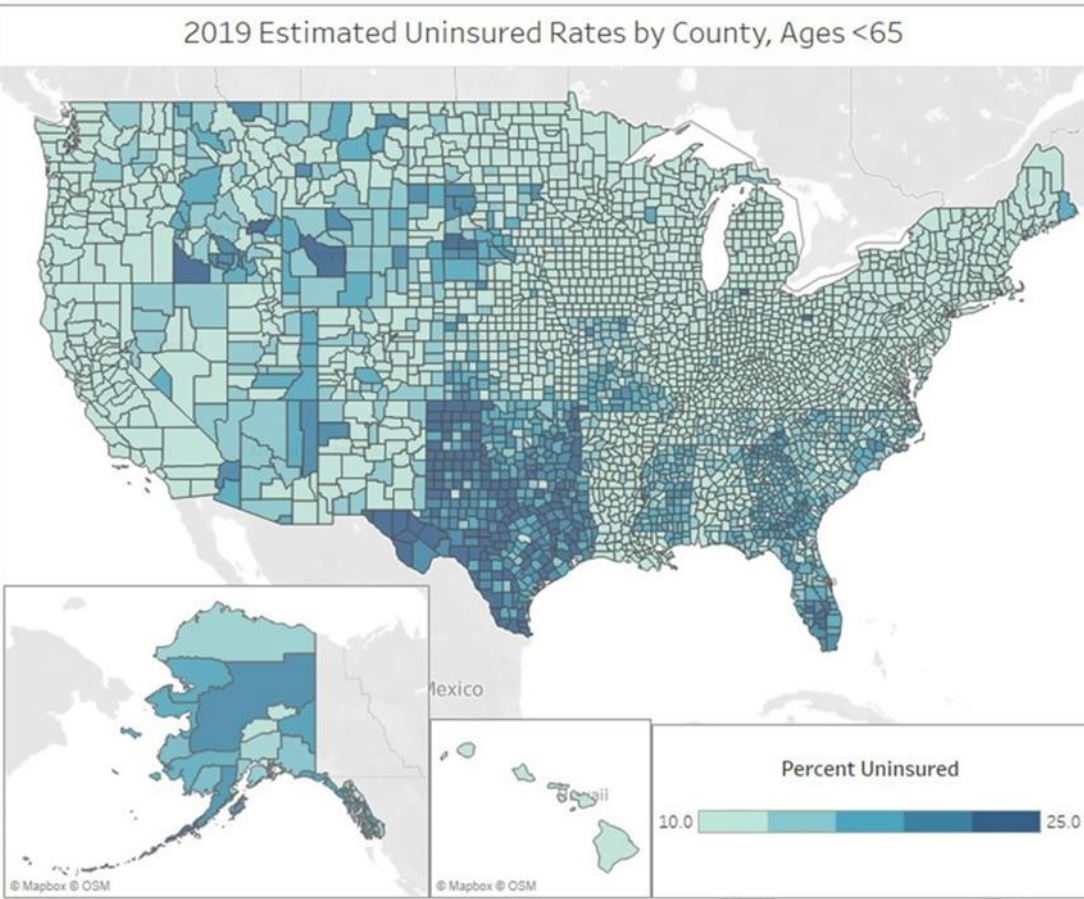 2019 Estimated Uninsured Rates by County, Ages <65
Mexico
Hawaii
Percent Uninsured
10.0
25.0
© Mapbox © OSM
© Mapbox © OSM